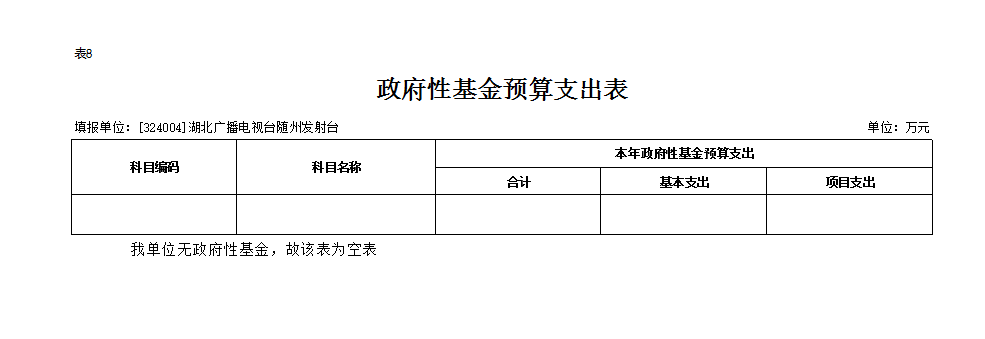 表8
政府性基金预算支出表
填报单位：[324004]湖北广播电视台随州发射台 单位：万元
科目编码 科目名称 本年政府性基金预算支出
合计 基本支出 项目支出
我单位无政府性基金，故该表为空表